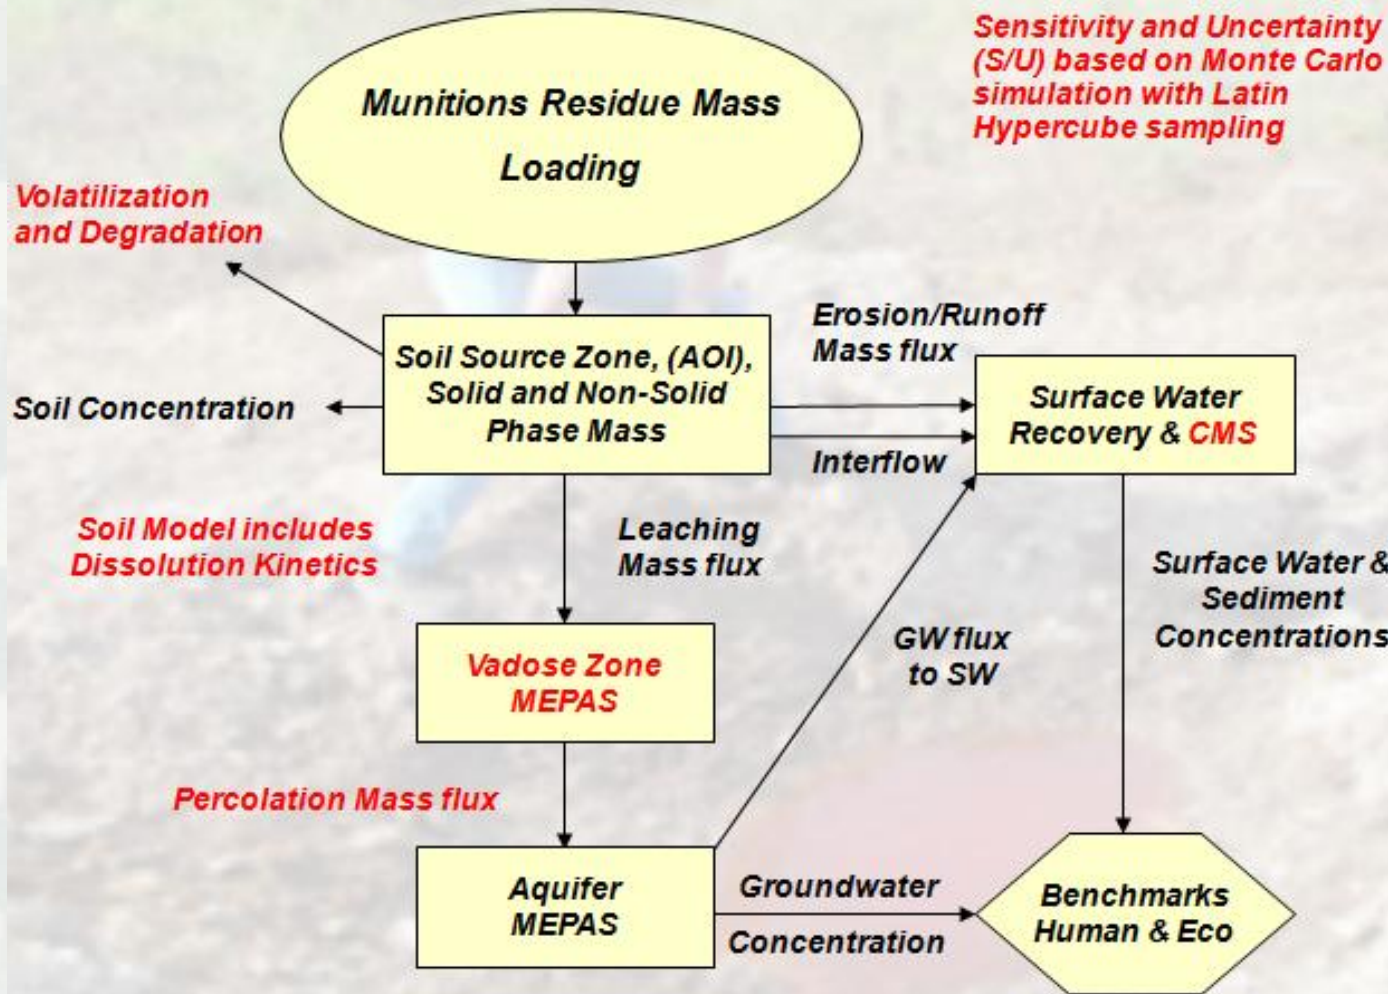 Sensitivity and Uncertainty
(S/U) based on Monte Carlo
simulation with Latin
Hypercube sampling
Munitions Residue Mass
Loading
Volatilization
and Degradation
Soil Source Zone, (AOI),
Solid and Non-Solid
Phase Mass
Erosion/Runoff
Mass flux
Soil Concentration
Surface Water
Recovery & CMS
Interflow
Soil Model includes
Dissolution Kinetics
Leaching
Mass flux
Surface Water &
Sediment
Concentrations
GW flux
to SW
Vadose Zone
MEPAS
Percolation Mass flux
Aquifer
MEPAS
Groundwater
Concentration
Benchmarks
Human & Eco